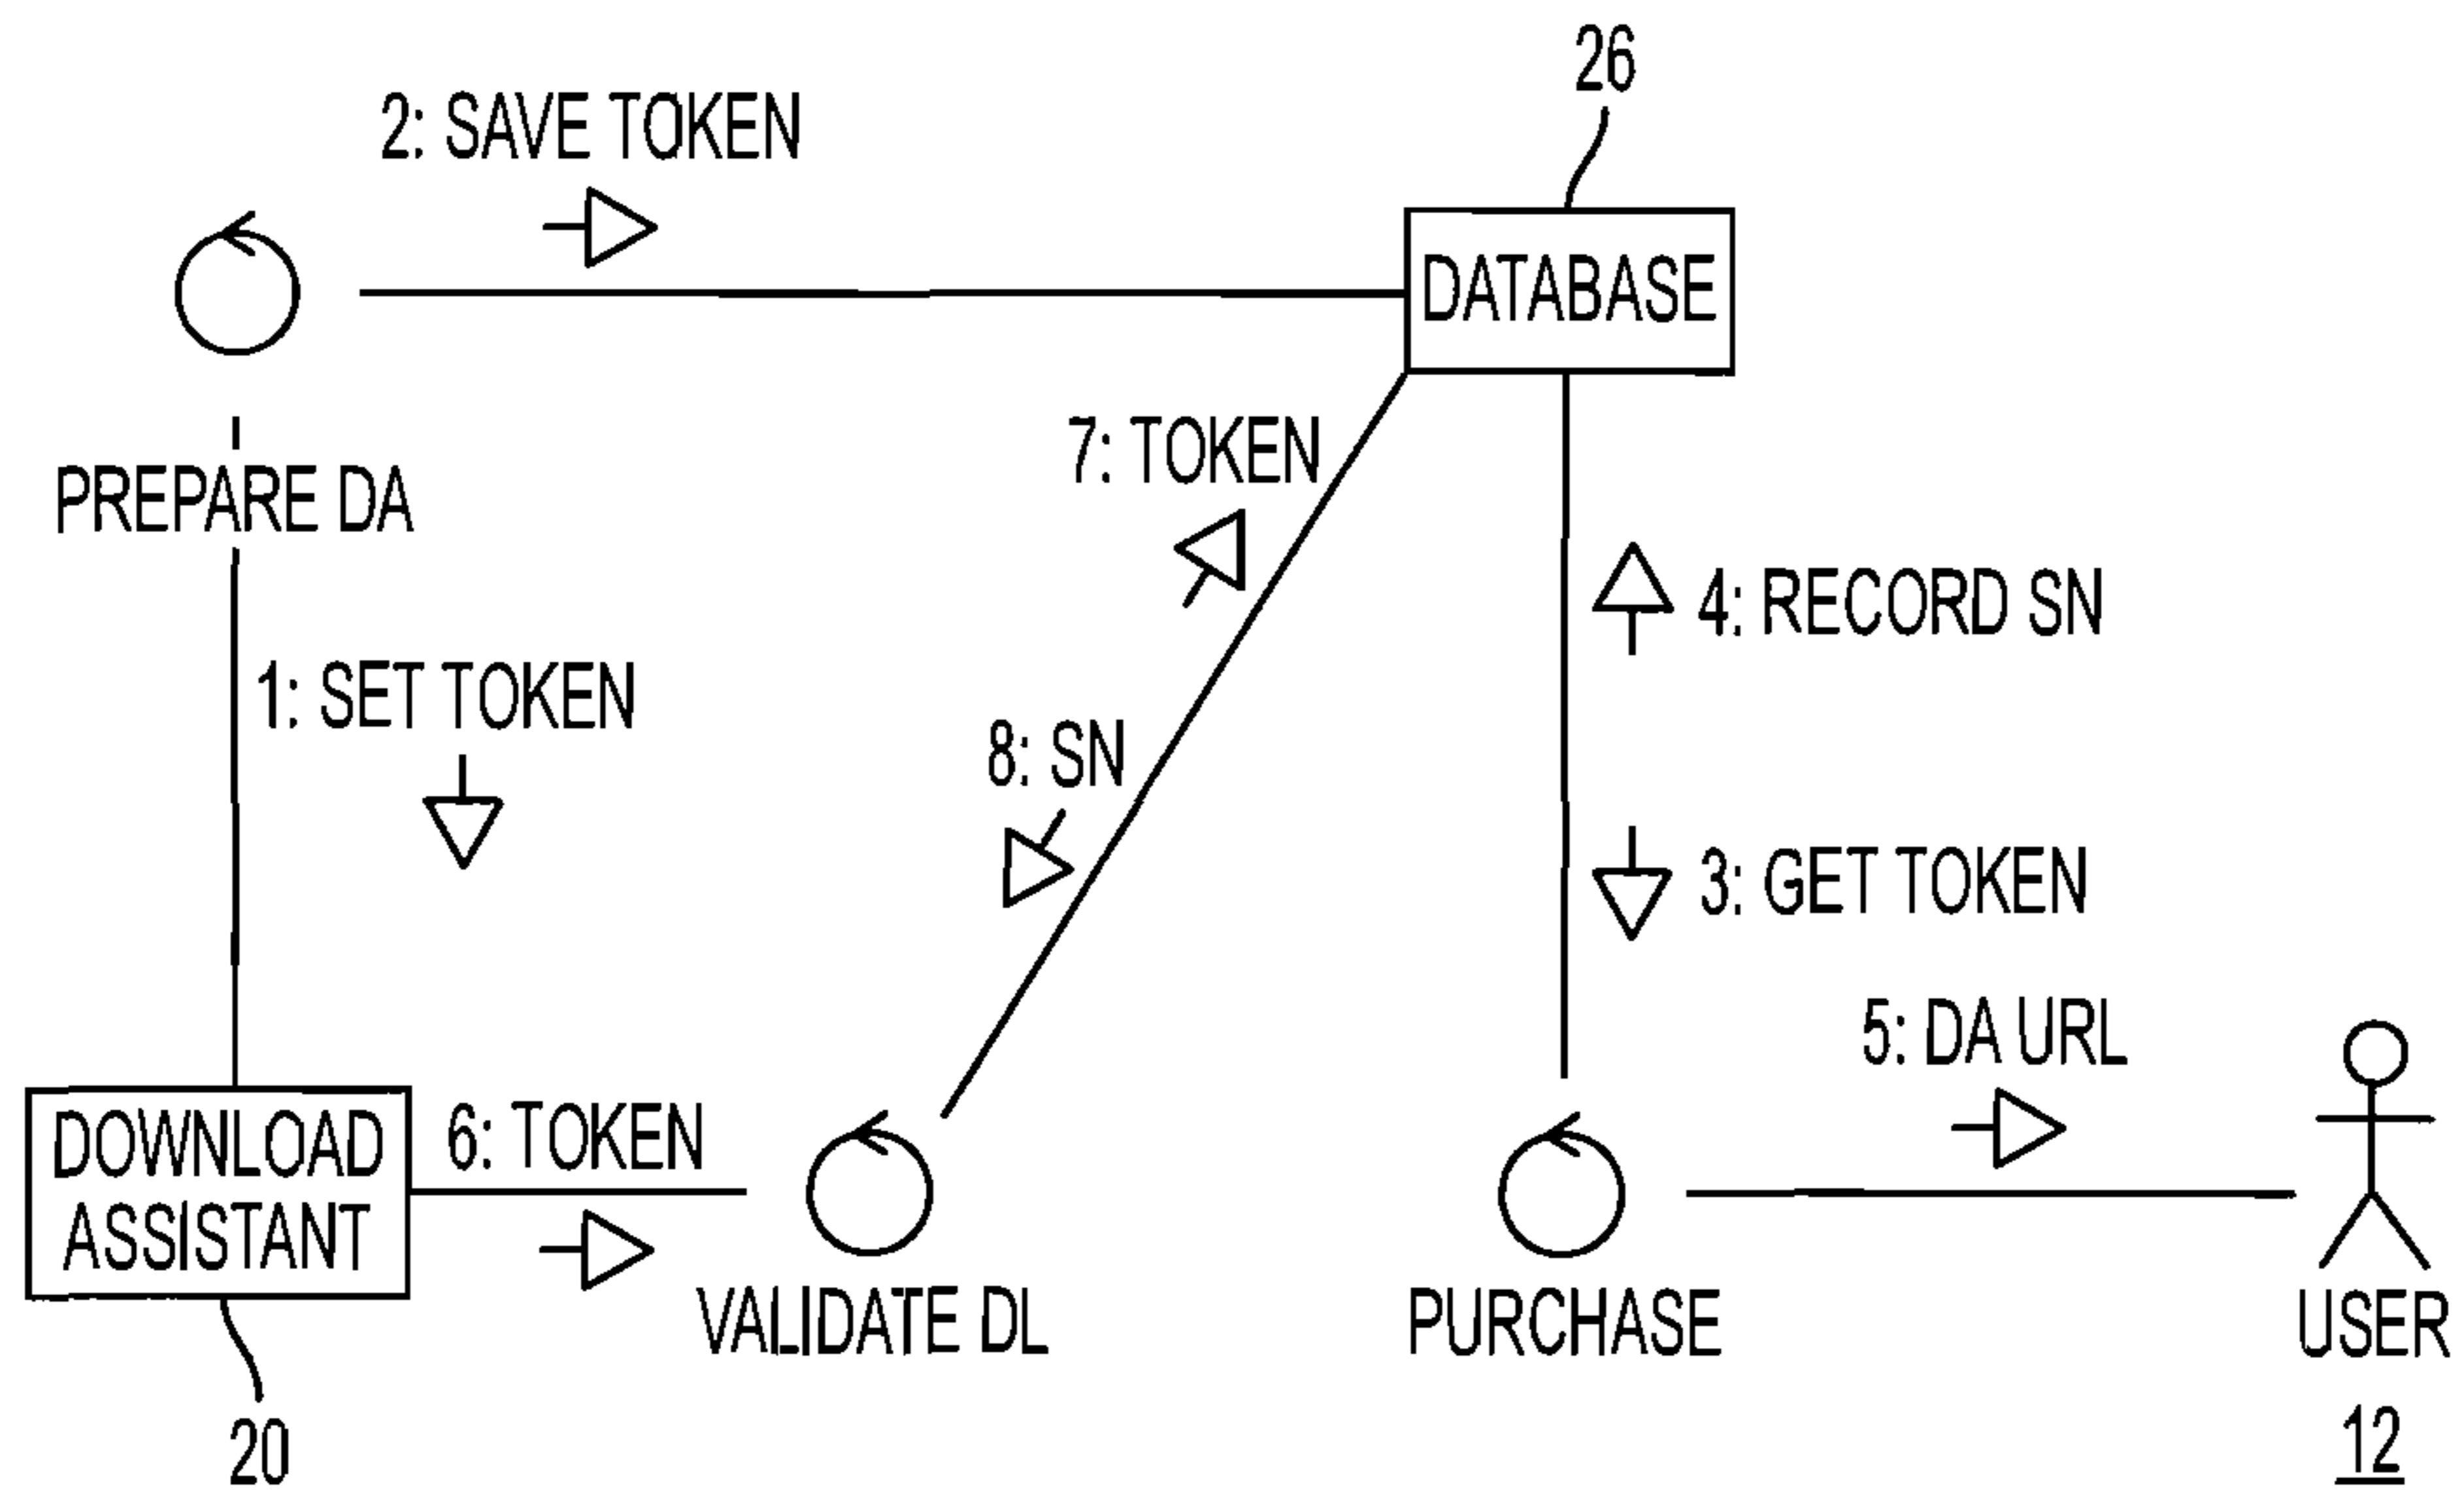 26
2: SAVE TOKEN
DATABASE
PREPARE DA
7: TOKEN
4: RECORD SN
1: SET TOKEN
8: SN
3: GET TOKEN
5: DA URL
DOWNLOAD
ASSISTANT
6: TOKEN
VALIDATE DL
PURCHASE
USER
20
12